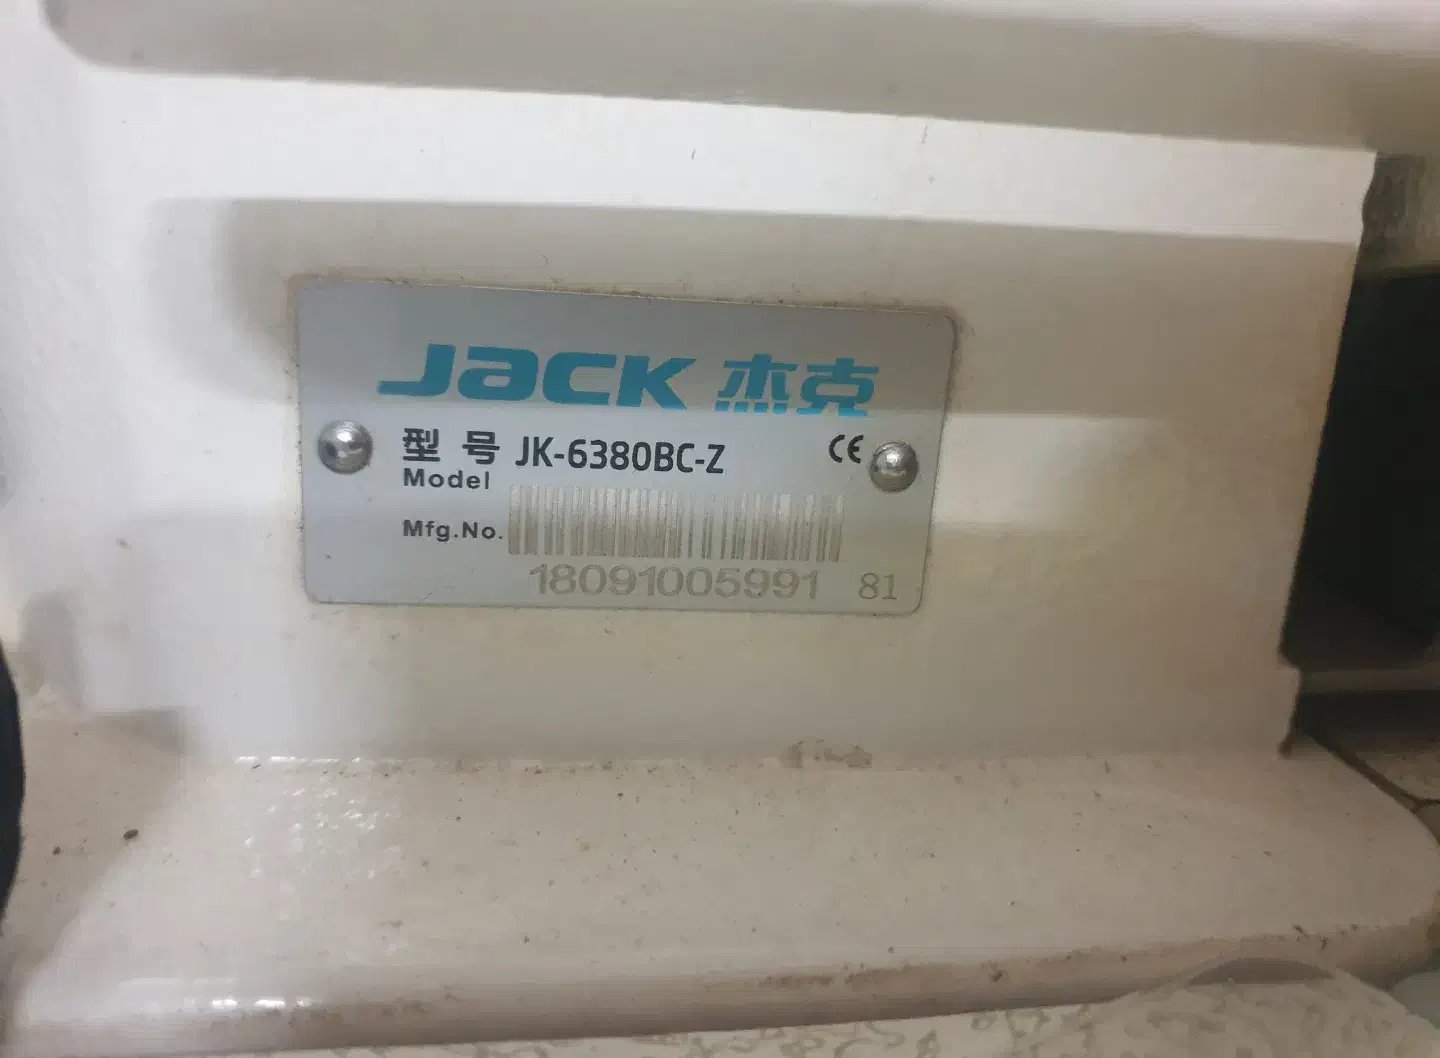 JACK 杰克
型号 JK-6380BC-Z CE
Model
Mfg.No.
18091005991 81